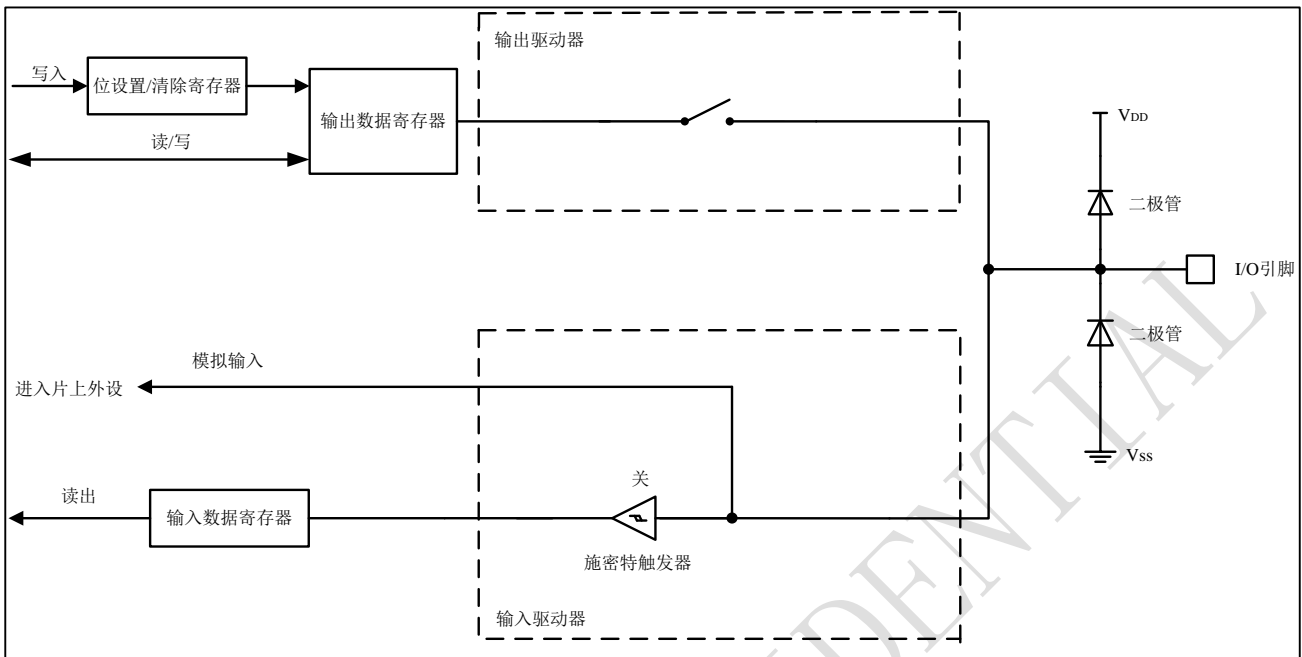 输出驱动器
写入
位设置/清除寄存器
输出数据寄存器
读/写
VDD
二极管
I/O引脚
二极管
模拟输入
进入片上外设
VSS
关
读出
输入数据寄存器
施密特触发器
输入驱动器
IDENTIAL